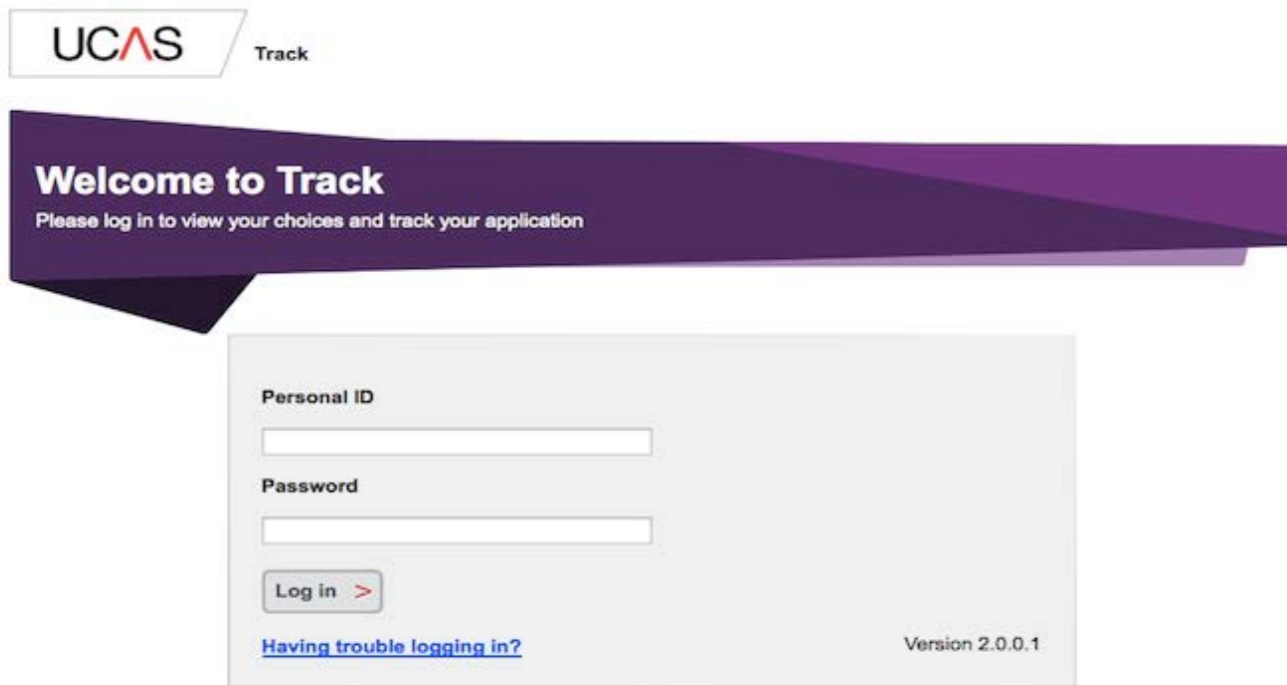 UCAS
Track
Welcome to Track
Please log in to view your choices and track your application
Personal ID
Password
Log in >
Having trouble logging in?
Version 2.0.0.1